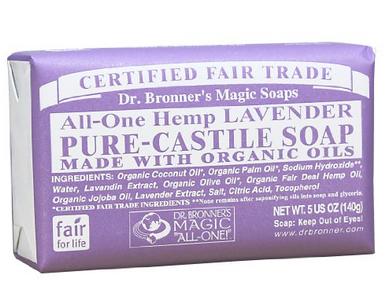 CERTIFIED FAIR TRADE
Dr. Bronner's Magic Soaps
All-One Hemp LAVENDER
PURE-CASTILE SOAP
MADE WITH ORGANIC OILS
INGREDIENTS: Organic Coconut Oil*, Organic Palm Oil*, Sodium Hydroxide**,
Water, Lavandin Extract, Organic Olive Oil*, Organic Fair Deal Hemp Oil,
Organic Jojoba Oil, Lavender Extract, Salt, Citric Acid, Tocopherol
*CERTIFIED FAIR TRADE INGREDIENTS **None remains after saponifying oils into soap and glycerin.
fair
for life
DR. BRONNER'S
MAGIC
"ALL-ONE!"
NET WT. 5 US OZ (140g)
Soap: Keep Out of Eyes!
www.drbronner.com